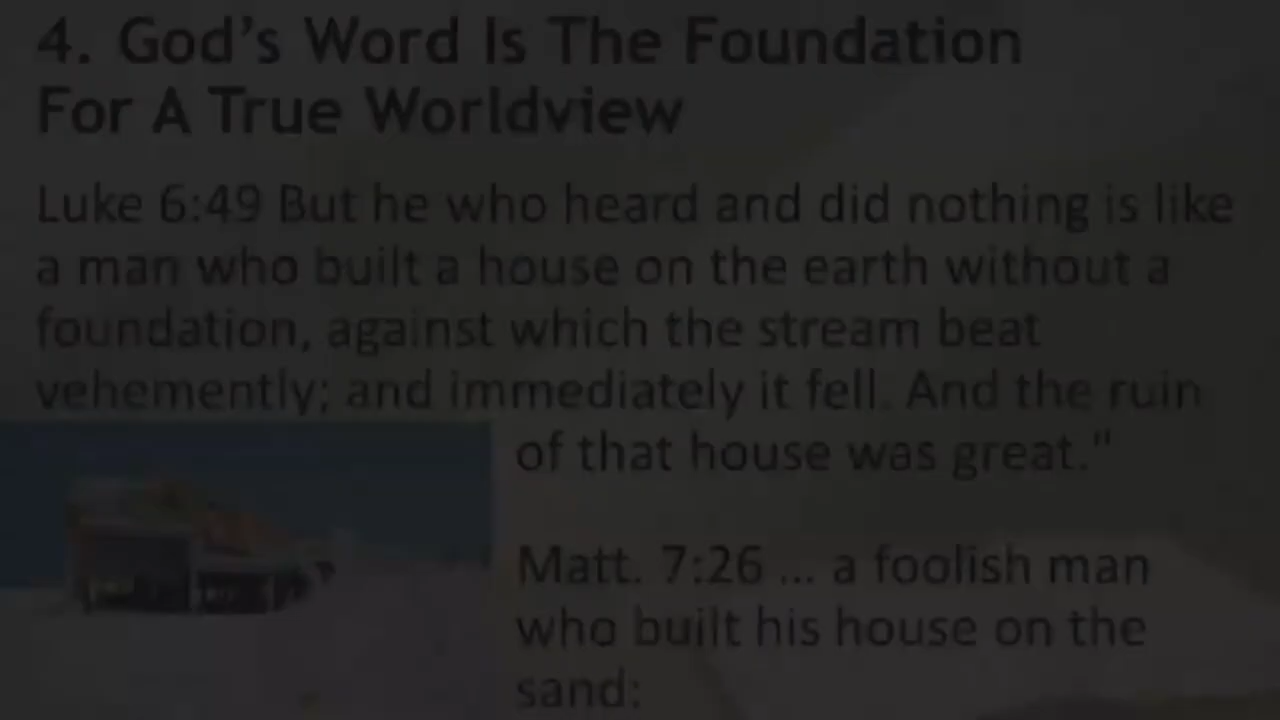 4. God's Word Is The Foundation
For A True Worldview
Luke 6:49 But he who heard and did nothing is like
a man who built a house on the earth without a
foundation, against which the stream beat
vehemently; and immediately it fell. And the ruin
of that house was great."
Matt. 7:26 ... a foolish man
who built his house on the
sand: